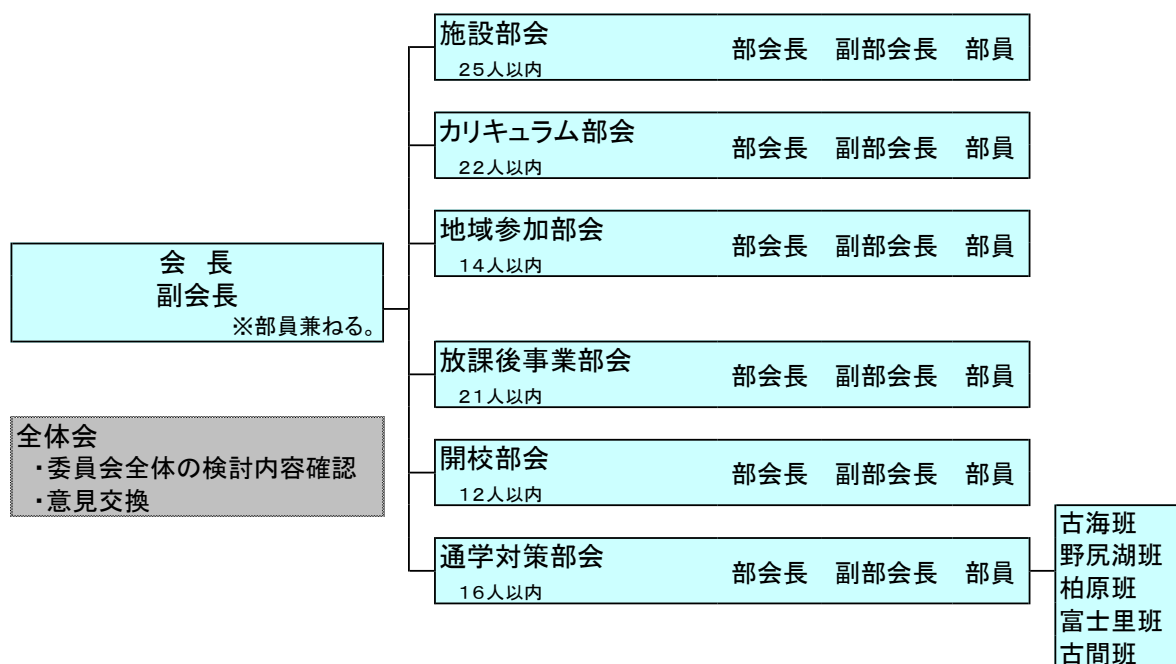 施設部会
25人以内
部会長 副部会長 部員
カリキュラム部会
22人以内
部会長 副部会長 部員
地域参加部会
14人以内
部会長 副部会長 部員
会 長
副会長
※部員兼ねる。
放課後事業部会
21人以内
部会長 副部会長 部員
全体会
・委員会全体の検討内容確認
・意見交換
開校部会
12人以内
部会長 副部会長 部員
通学対策部会
16人以内
部会長 副部会長 部員
古海班
野尻湖班
柏原班
富士里班
古間班